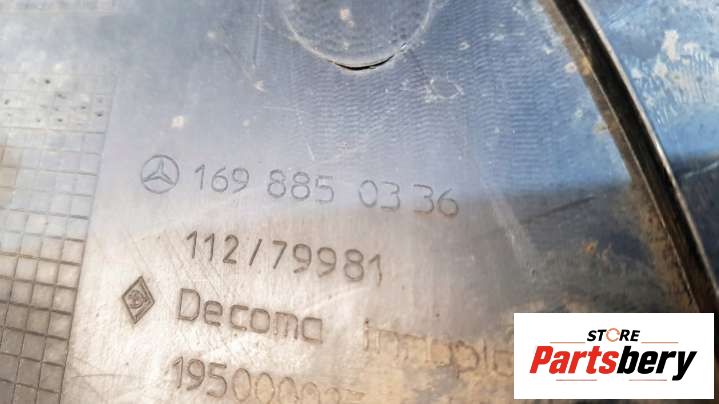 169 885 03 36
112/79981
Decoma
STORE
Partsbery